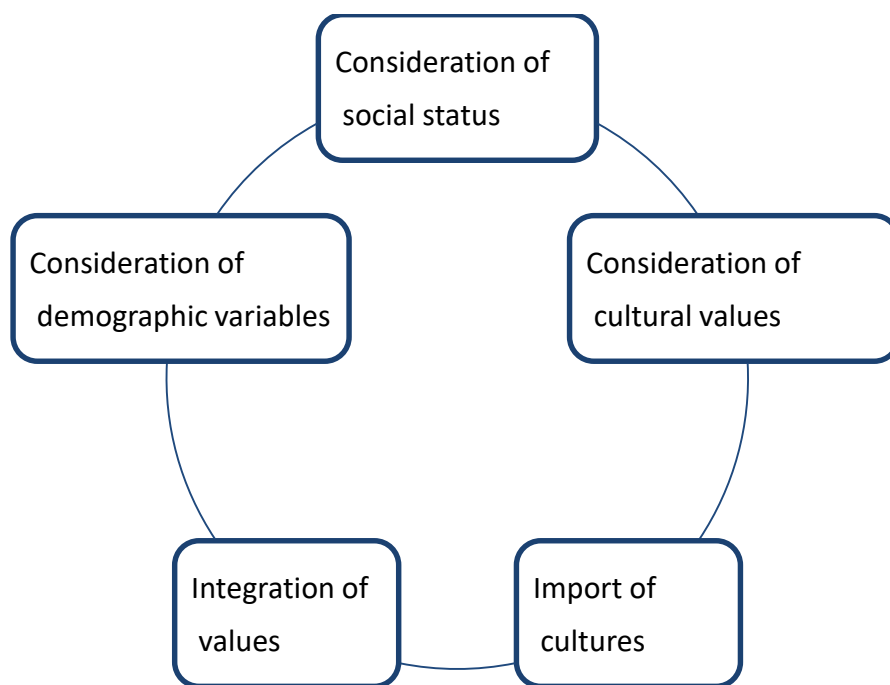 Consideration of
social status
Consideration of
demographic variables
Consideration of
cultural values
Integration of
values
Import of
cultures